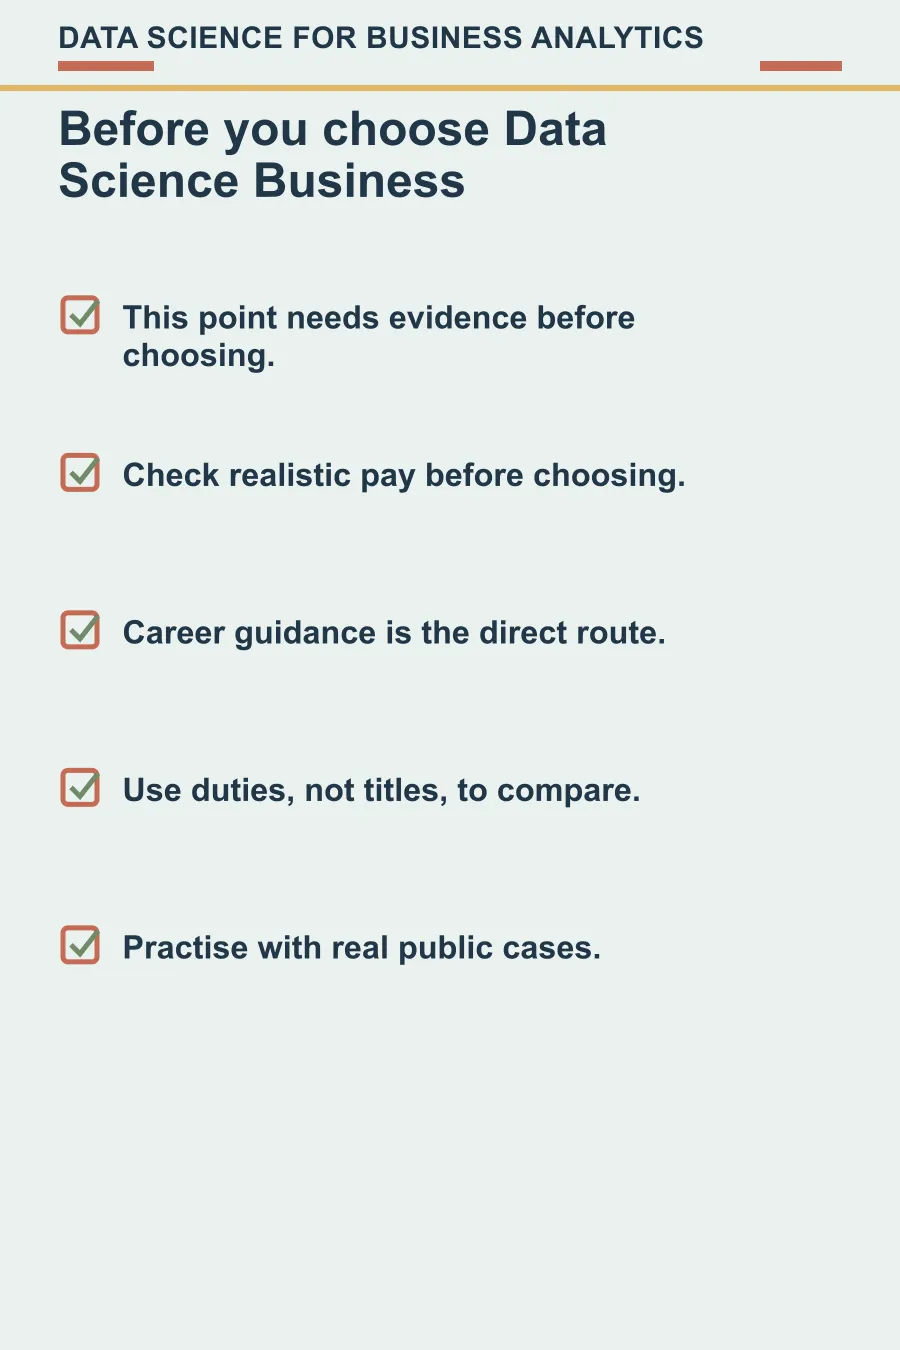 DATA SCIENCE FOR BUSINESS ANALYTICS
Before you choose Data
Science Business
This point needs evidence before
choosing.
Check realistic pay before choosing.
Career guidance is the direct route.
Use duties, not titles, to compare.
Practise with real public cases.